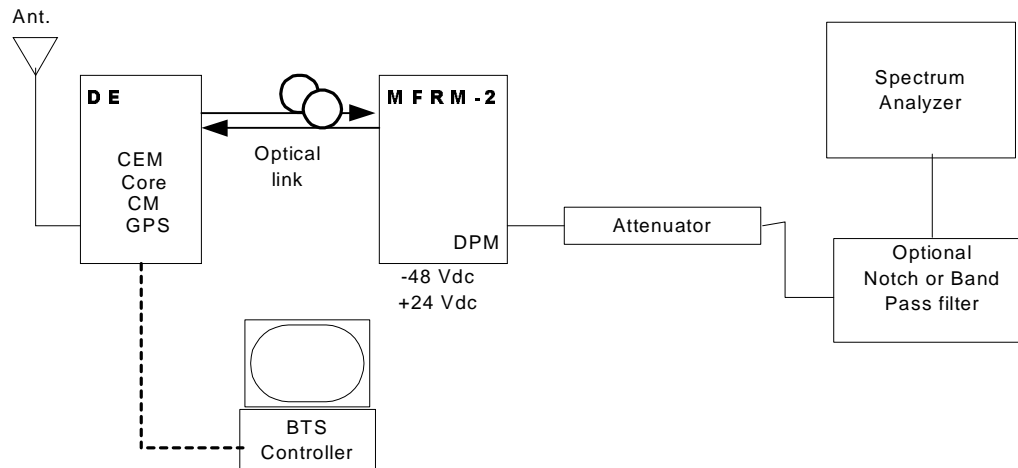 Ant.
DE
CEM
Core
CM
GPS
Optical
link
MFRM-2
DPM
-48 Vdc
+24 Vdc
Attenuator
Spectrum
Analyzer
Optional
Notch or Band
Pass filter
BTS
Controller